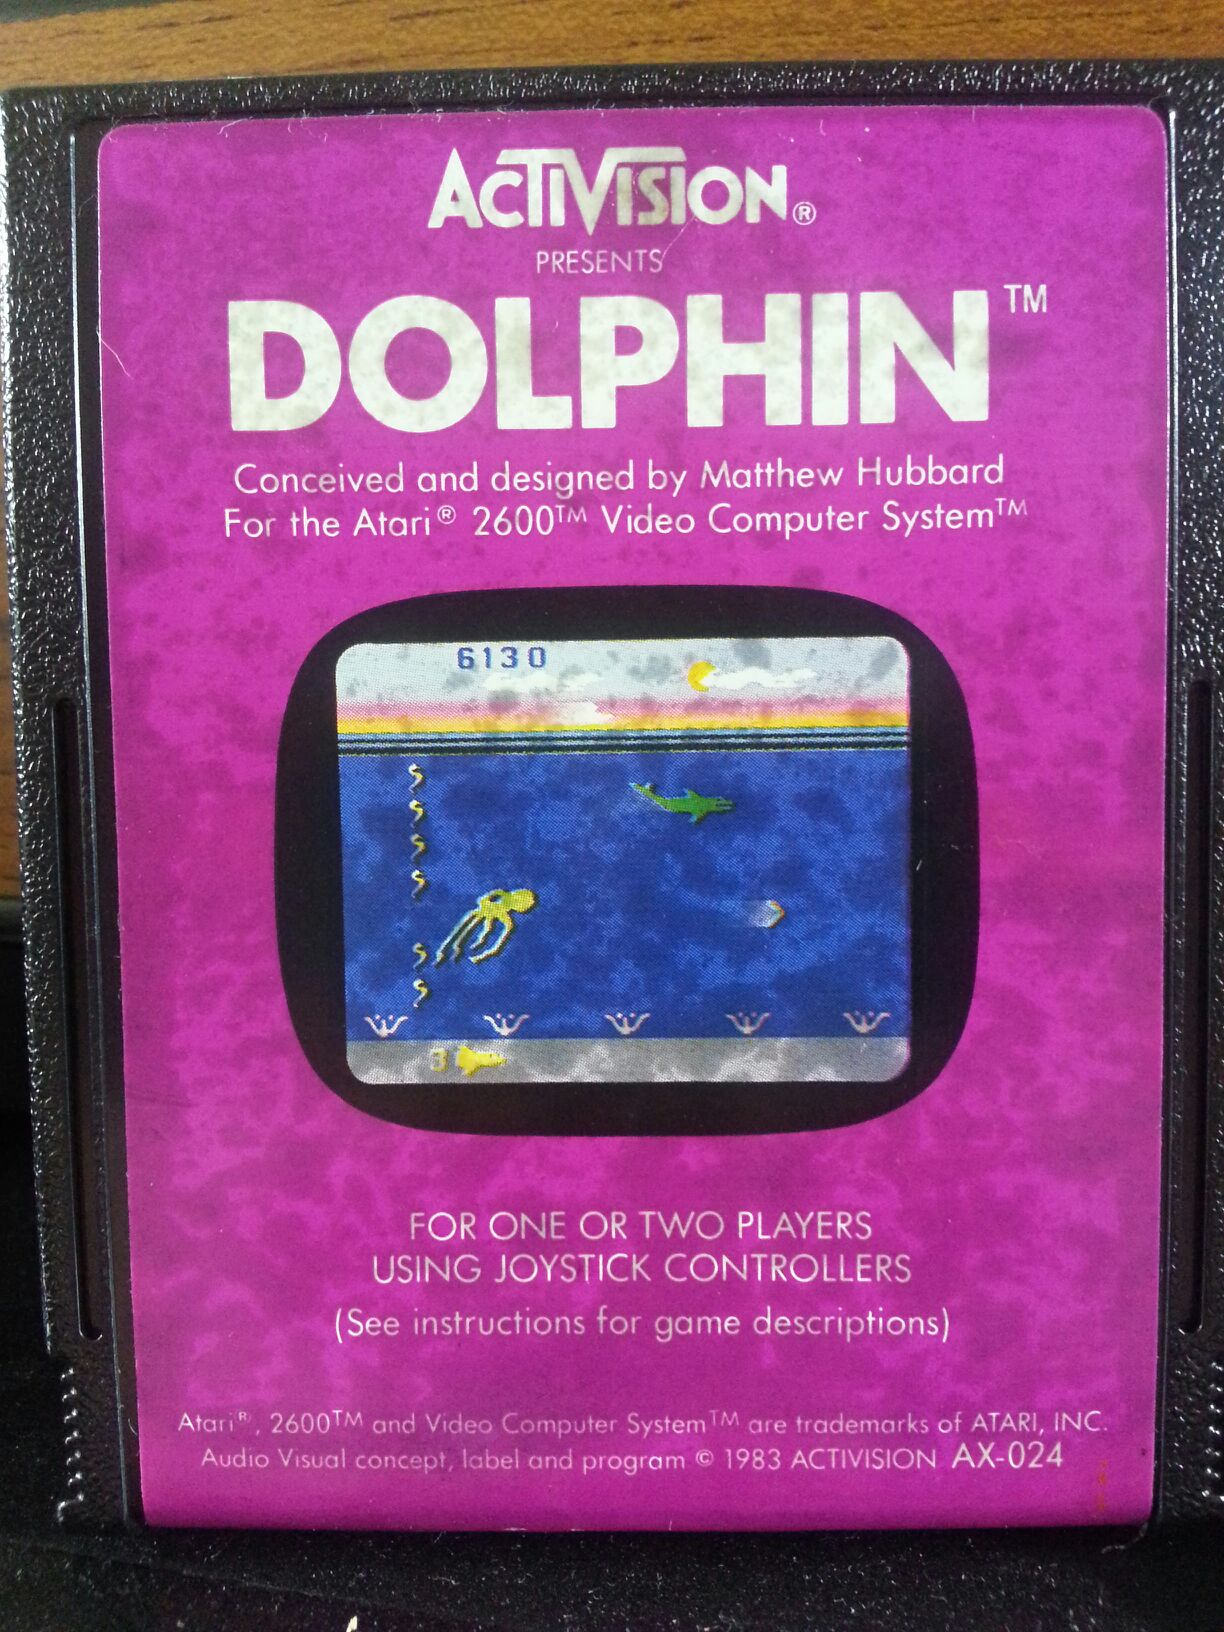 ACTIVISION®
PRESENTS
DOLPHIN™
Conceived and designed by Matthew Hubbard
For the Atari® 2600™ Video Computer System™
6130
3
FOR ONE OR TWO PLAYERS
USING JOYSTICK CONTROLLERS
(See instructions for game descriptions)
Atari®, 2600™ and Video Computer System™ are trademarks of ATARI, INC.
Audio Visual concept, label and program © 1983 ACTIVISION AX-024